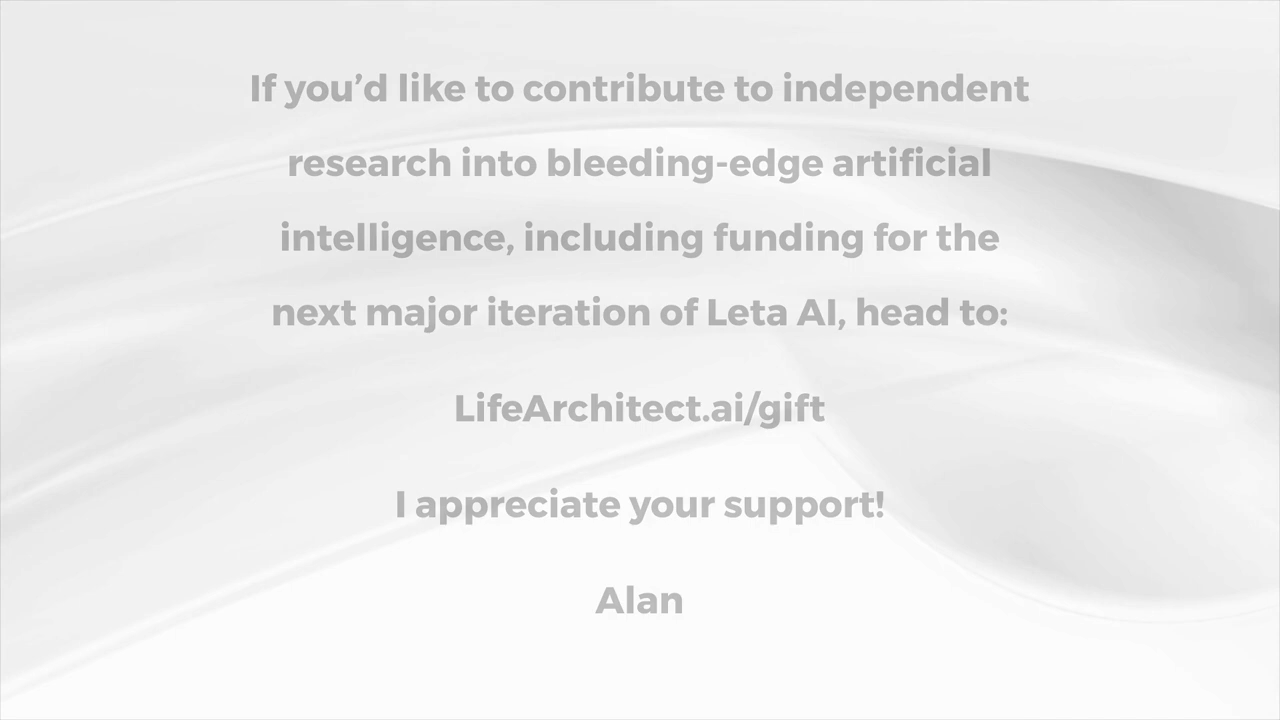 If you’d like to contribute to independent
research into bleeding-edge artificial
intelligence, including funding for the
next major iteration of Leta AI, head to:
LifeArchitect.ai/gift
I appreciate your support!
Alan